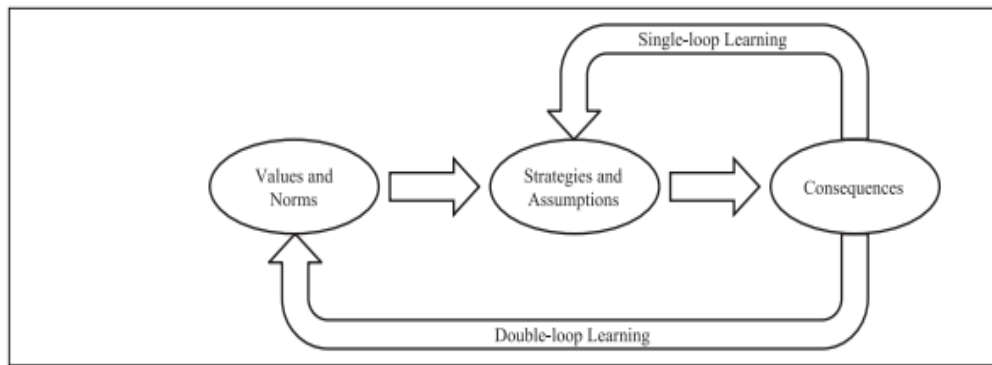 Single-loop Learning
Values and
Norms
Strategies and
Assumptions
Consequences
Double-loop Learning